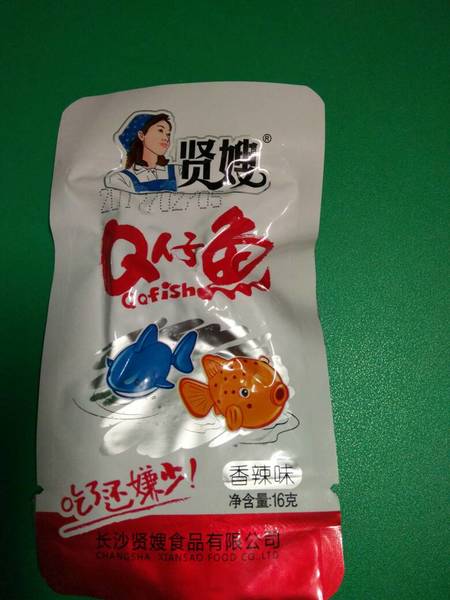 贤嫂®
Q仔鱼
Qofish
吃了还嫌少!
香辣味
净含量:16克
长沙贤嫂食品有限公司
CHANGSHA XIANSAO FOOD CO.,LTD